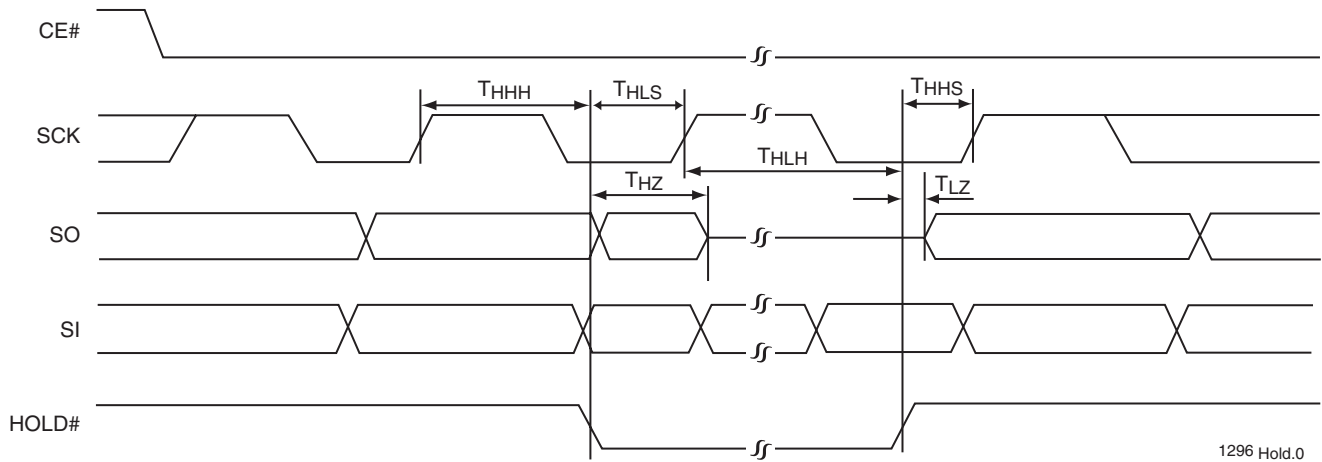 CE#
THHH
THLS
THHS
SCK
THLH
THZ
TLZ
SO
SI
HOLD#
1296 Hold.0